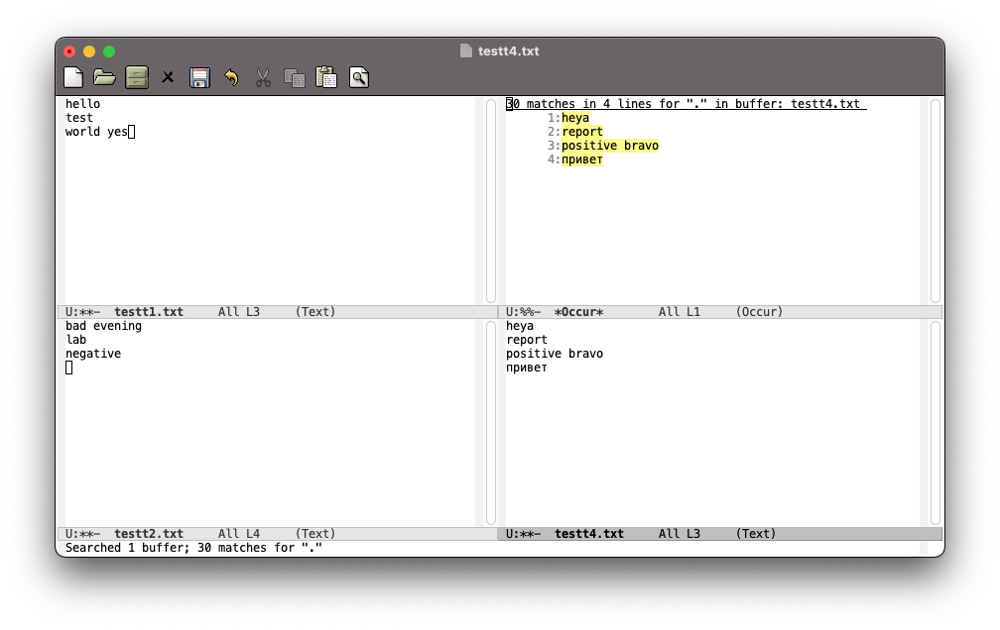 testt4.txt
hello
test
world yes
U:**-  testt1.txt     All L3     (Text)
30 matches in 4 lines for "." in buffer: testt4.txt
1:heya
2:report
3:positive bravo
4:привет
U:%%-  *Occur*        All L1     (Occur)
bad evening
lab
negative
U:**-  testt2.txt     All L4     (Text)
heya
report
positive bravo
привет
U:**-  testt4.txt     All L3     (Text)
Searched 1 buffer; 30 matches for "."